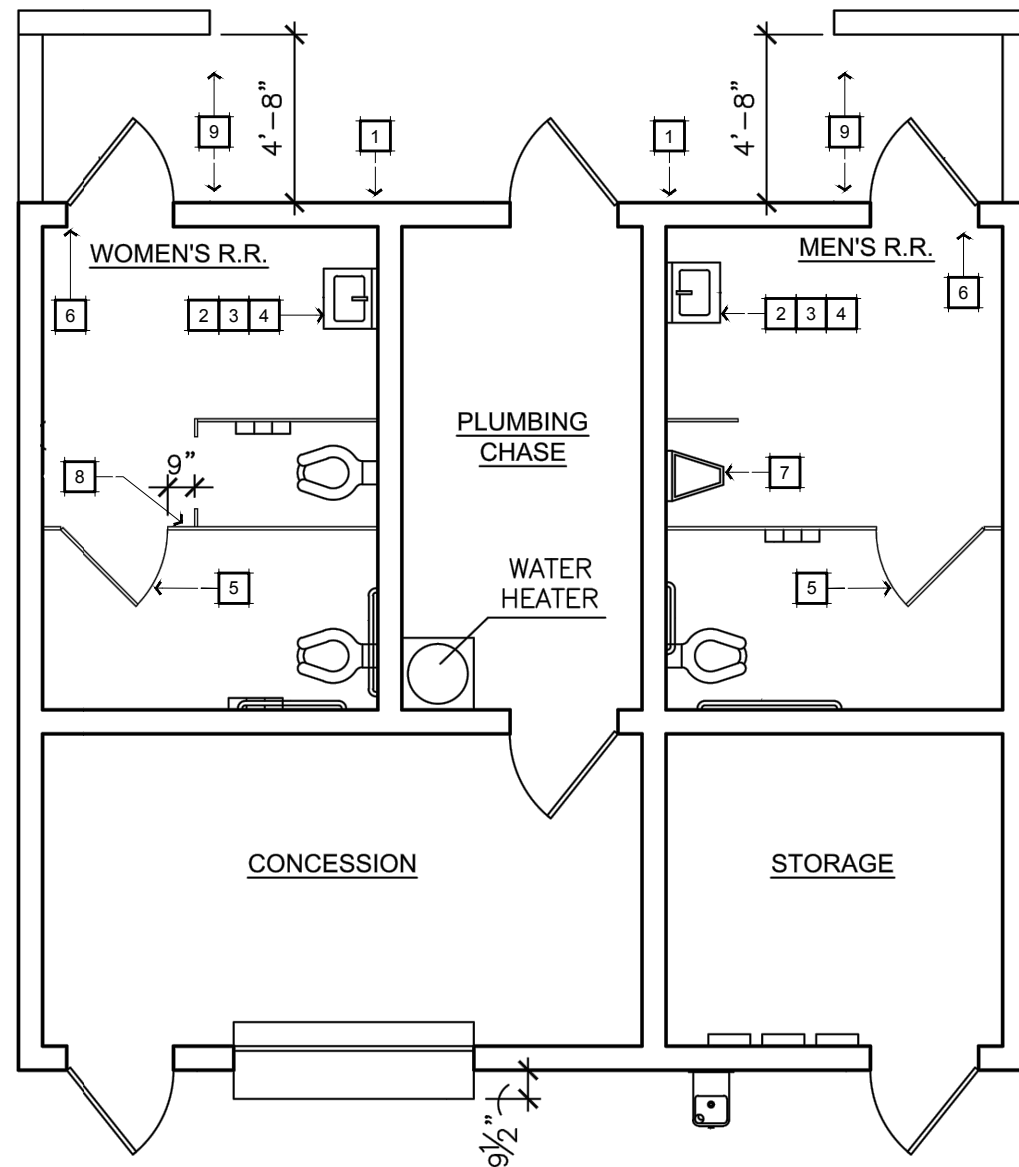 4'-8"
4'-8"
9
1
1
9
WOMEN'S R.R.
MEN'S R.R.
6
2 3 4
2 3 4
6
PLUMBING
CHASE
9"
8
7
5
WATER
HEATER
5
CONCESSION
STORAGE
9½"